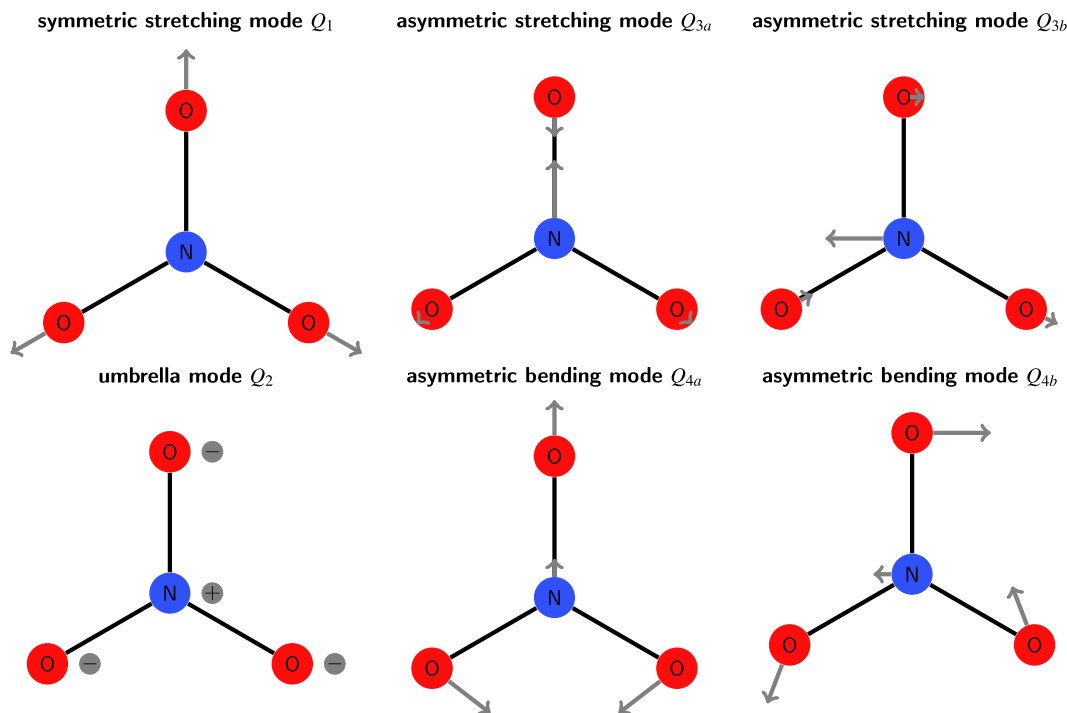 symmetric stretching mode Q1
asymmetric stretching mode Q3a
asymmetric stretching mode Q3b
O
N
O
O
O
N
O
O
O
N
O
O
umbrella mode Q2
asymmetric bending mode Q4a
asymmetric bending mode Q4b
O −
N +
O −
O −
O
N
O
O
O
N
O
O